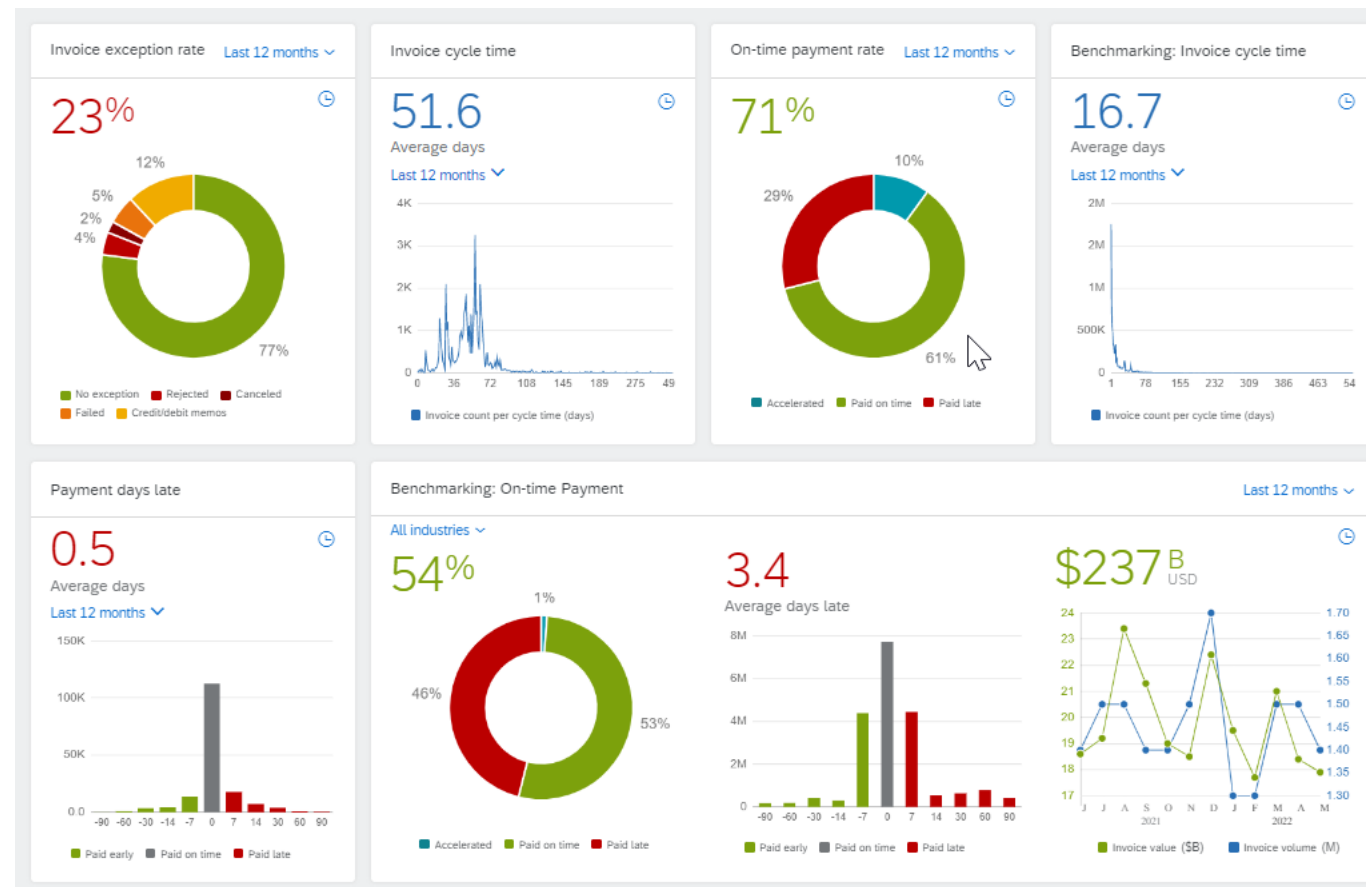 Invoice exception rate Last 12 months
23%
12%
5%
2%
4%
77%
No exception Rejected Canceled
Failed Credit/debit memos
Invoice cycle time
51.6
Average days
Last 12 months
4K
3K
2K
1K
0
0 36 72 108 145 189 275 49
Invoice count per cycle time (days)
On-time payment rate Last 12 months
71%
10%
29%
61%
Accelerated Paid on time Paid late
Benchmarking: Invoice cycle time
16.7
Average days
Last 12 months
2M
2M
1M
500K
0
1 78 155 232 309 386 463 54
Invoice count per cycle time (days)
Payment days late
0.5
Average days
Last 12 months
150K
100K
50K
0.0
-90 -60 -30 -14 -7 0 7 14 30 60 90
Paid early Paid on time Paid late
Benchmarking: On-time Payment Last 12 months
All industries
54%
1%
46%
53%
Accelerated Paid on time Paid late
3.4
Average days late
8M
6M
4M
2M
0
-90 -60 -30 -14 -7 0 7 14 30 60 90
Paid early Paid on time Paid late
$237 B
USD
24 1.70
23 1.65
22 1.60
21 1.55
20 1.50
19 1.45
18 1.40
17 1.35
1.30
J J A S O N D J F M A M
2021 2022
Invoice value ($B) Invoice volume (M)